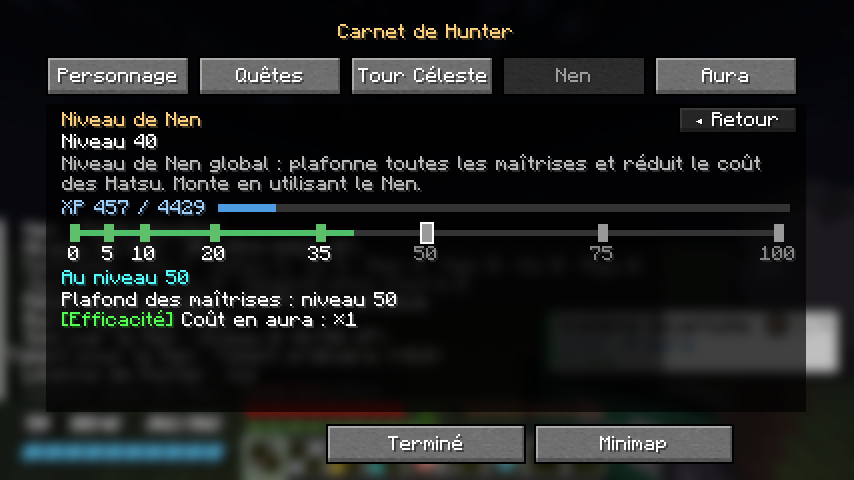 Carnet de Hunter
Personnage
Quêtes
Tour Céleste
Nen
Aura
Niveau de Nen
◂ Retour
Niveau 40
Niveau de Nen global : plafonne toutes les maîtrises et réduit le coût
des Hatsu. Monte en utilisant le Nen.
XP 457 / 4429
0 5 10 20 35 50 75 100
Au niveau 50
Plafond des maîtrises : niveau 50
[Efficacité] Coût en aura : ×1
Terminé
Minimap